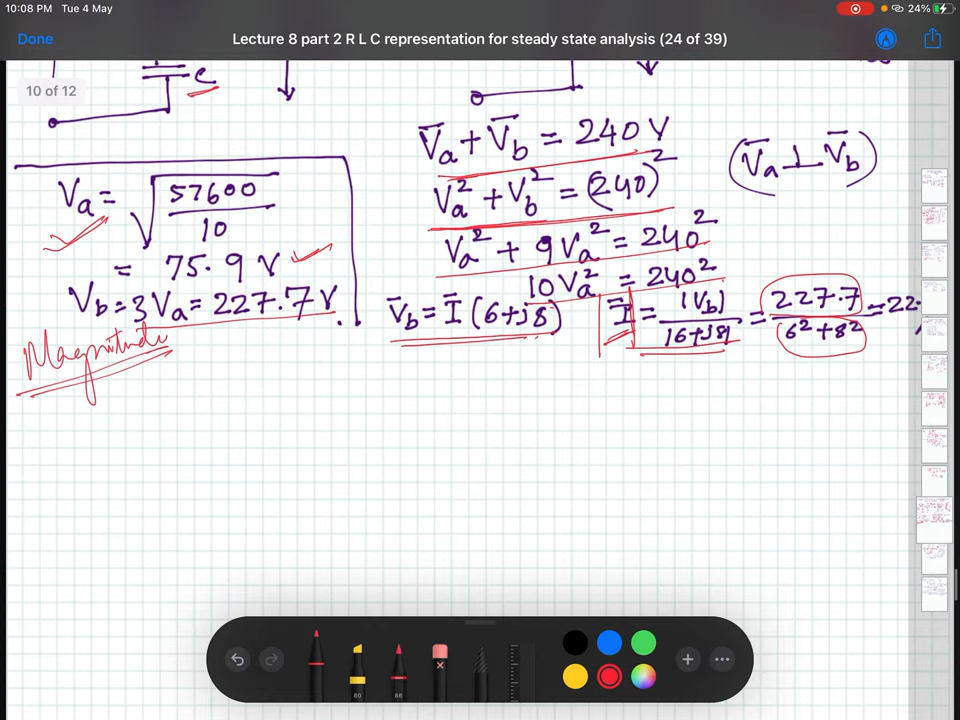 10:08 PM Tue 4 May
24%
Done
Lecture 8 part 2 R L C representation for steady state analysis (24 of 39)
10 of 12
C
V̄a + V̄b = 240 V
(V̄a ⊥ V̄b)
Va² + Vb² = (240)²
Va² + 9Va² = 240²
10Va² = 240²
Va = √(57600/10)
= 75.9 V
Vb = 3Va = 227.7 V.
Magnitude
V̄b = Ī (6+j8)
Ī = |Vb| / |6+j8| = 227.7 / 6²+8² = 22.
80
86